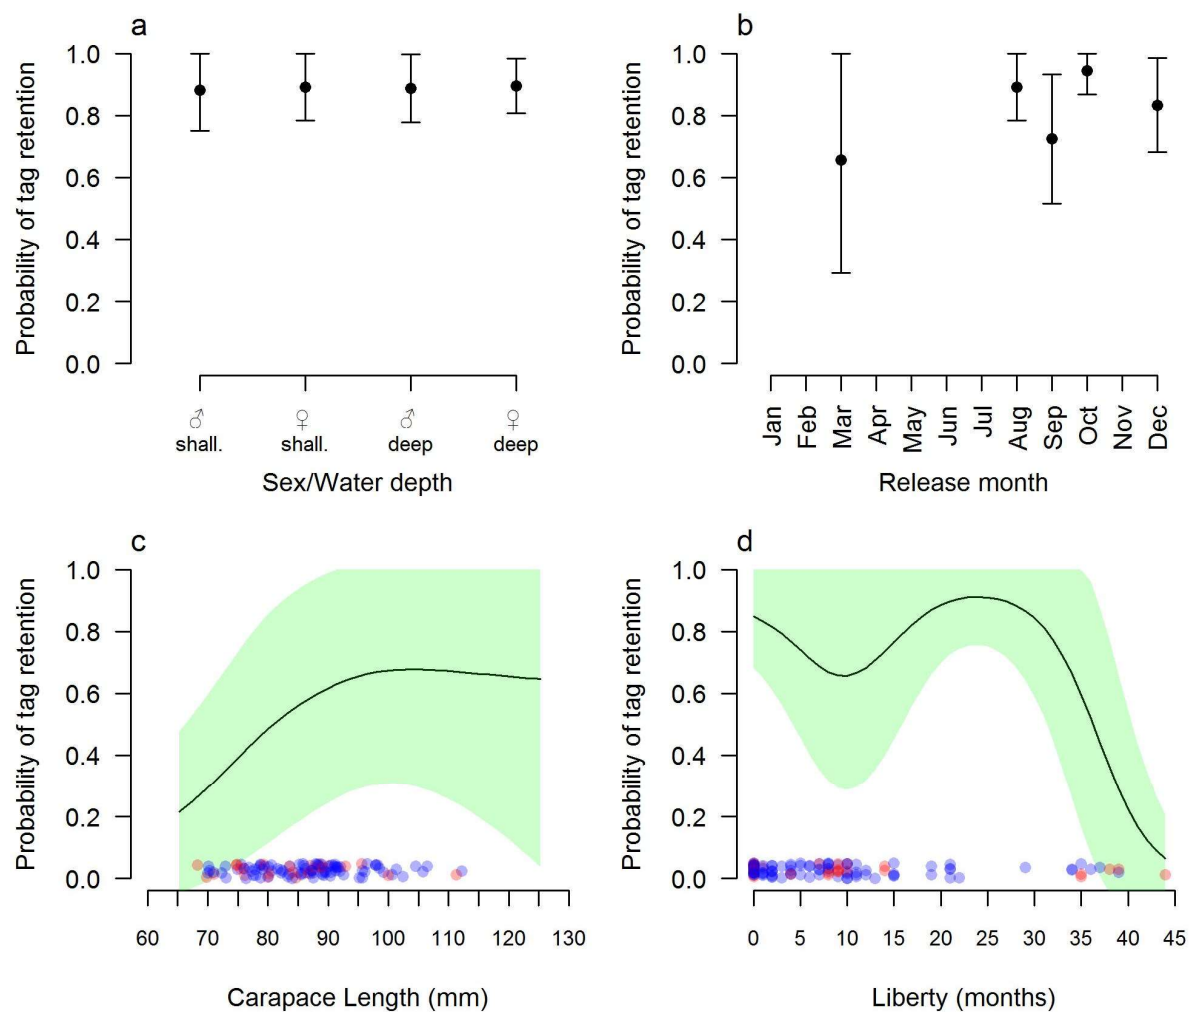 a
Probability of tag retention
1.0
0.8
0.6
0.4
0.2
0.0
♂ ♀ ♂ ♀
shall. shall. deep deep
Sex/Water depth
b
Probability of tag retention
1.0
0.8
0.6
0.4
0.2
0.0
Jan Feb Mar Apr May Jun Jul Aug Sep Oct Nov Dec
Release month
c
Probability of tag retention
1.0
0.8
0.6
0.4
0.2
0.0
60 70 80 90 100 110 120 130
Carapace Length (mm)
d
Probability of tag retention
1.0
0.8
0.6
0.4
0.2
0.0
0 5 10 15 20 25 30 35 40 45
Liberty (months)